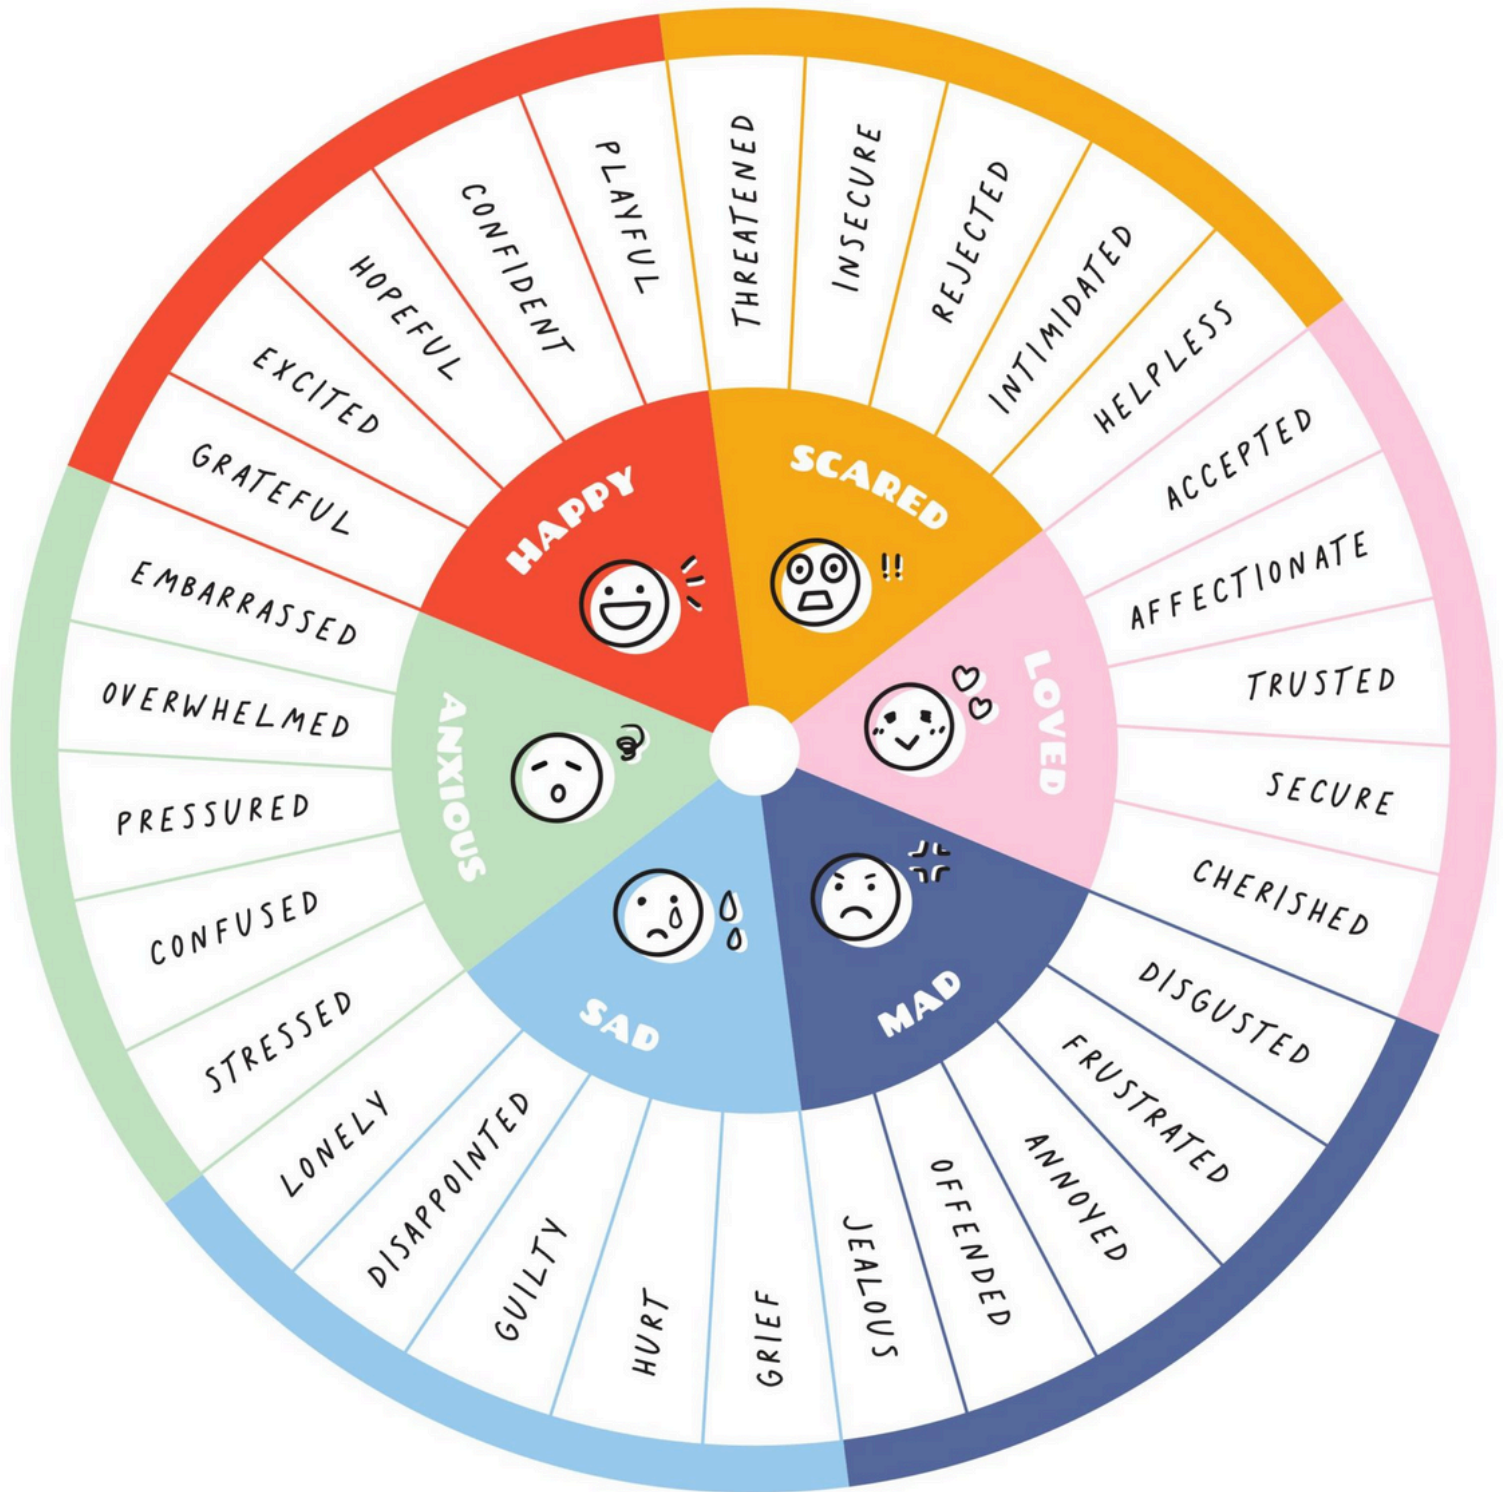 HAPPY
PLAYFUL
CONFIDENT
HOPEFUL
EXCITED
GRATEFUL
SCARED
THREATENED
INSECURE
REJECTED
INTIMIDATED
HELPLESS
LOVED
ACCEPTED
AFFECTIONATE
TRUSTED
SECURE
CHERISHED
MAD
DISGUSTED
FRUSTRATED
ANNOYED
OFFENDED
JEALOUS
SAD
GRIEF
HURT
GUILTY
DISAPPOINTED
LONELY
ANXIOUS
STRESSED
CONFUSED
PRESSURED
OVERWHELMED
EMBARRASSED
!!